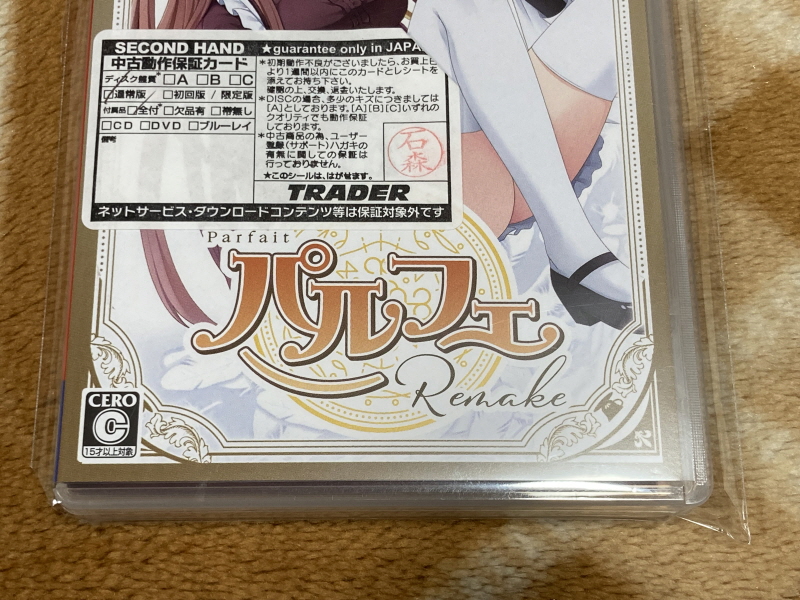 SECOND HAND
中古動作保証カード
ディスク盤質* □A □B □C
□通常版/ □初回版/限定版
付属品 □全付* □欠品有 □帯無し
□CD □DVD □ブルーレイ
備考
★guarantee only in JAPA
*初期動作不良がございましたら、お買上日
より1週間以内にこのカードとレシートを
添えてお持ち下さい。
確認の上、交換、返金いたします。
*DISCの場合、多少のキズにつきましては
[A]としております。[A][B][C]いずれの
クオリティでも動作保証
しております。
*中古商品の為、ユーザー
登録(サポート)ハガキの
有無に関しての保証は
行っておりません。
★このシールは、はがせます。
石森
TRADER
ネットサービス・ダウンロードコンテンツ等は保証対象外です
Parfait
パルフェ
Remake
CERO
C
15才以上対象